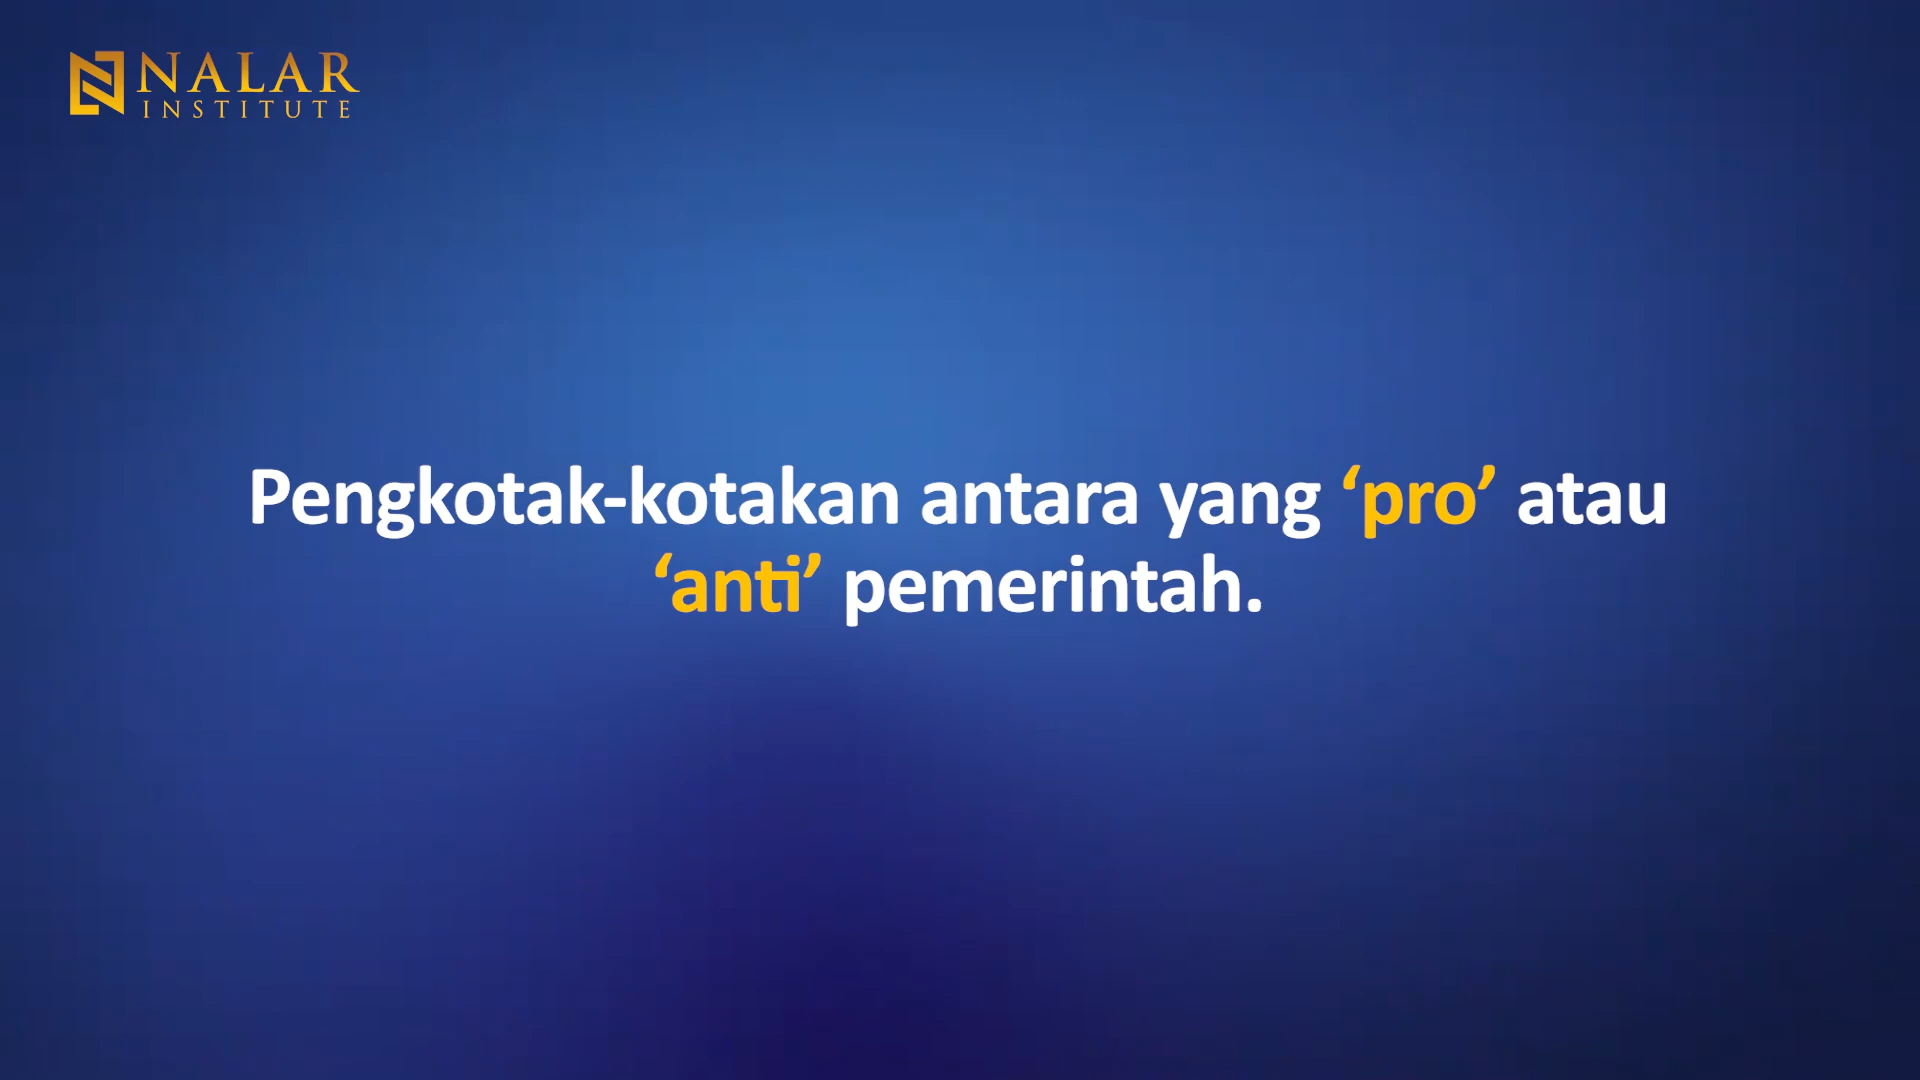 NALAR
INSTITUTE
Pengkotak-kotakan antara yang ‘pro’ atau
‘anti’ pemerintah.